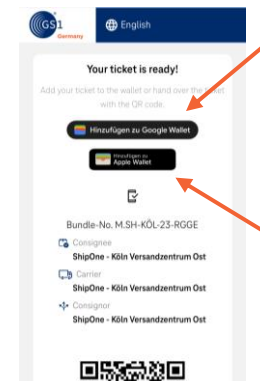 GS1
Germany
English
Your ticket is ready!
Add your ticket to the wallet or hand over the ticket
with the QR code.
Hinzufügen zu Google Wallet
Hinzufügen zu
Apple Wallet
Bundle-No. M.SH-KÖL-23-RGGE
Consignee
ShipOne - Köln Versandzentrum Ost
Carrier
ShipOne - Köln Versandzentrum Ost
Consignor
ShipOne - Köln Versandzentrum Ost